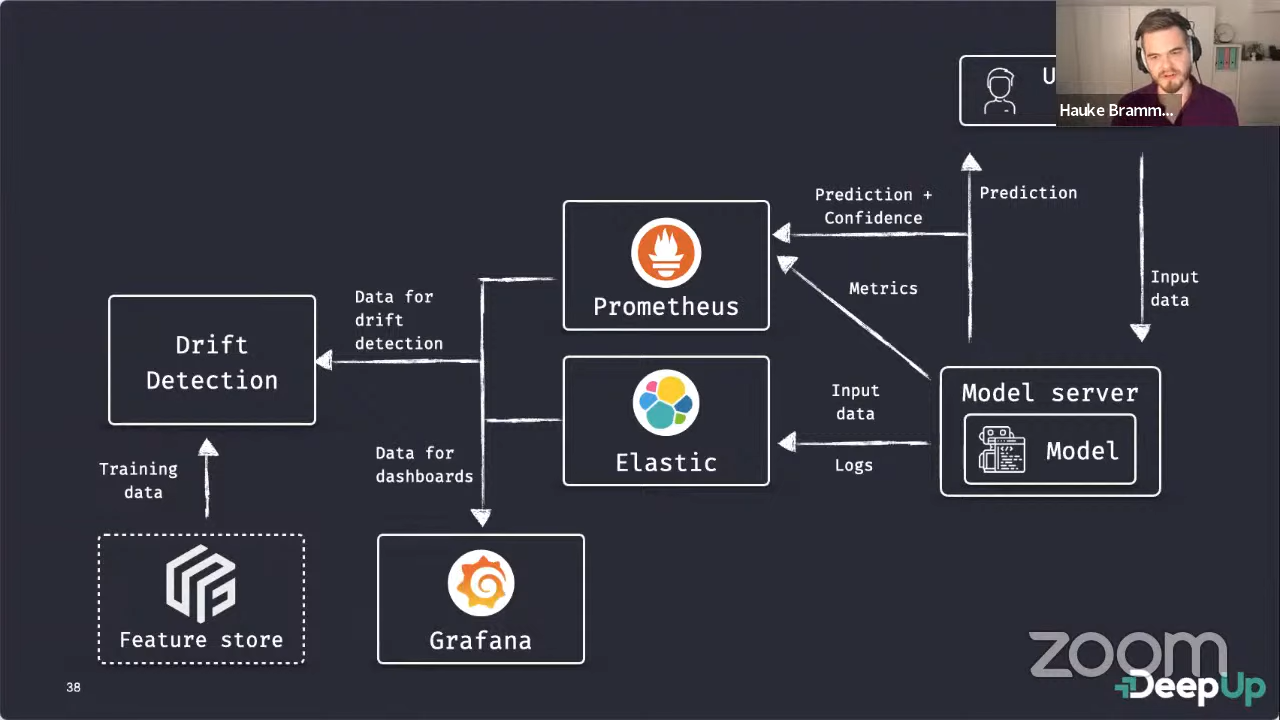 Hauke Bramm...
Prediction +
Confidence
Prediction
Metrics
Input
data
Prometheus
Data for
drift
detection
Drift
Detection
Model server
Model
Input
data
Logs
Elastic
Data for
dashboards
Training
data
Feature store
Grafana
38
zoom
DeepUp